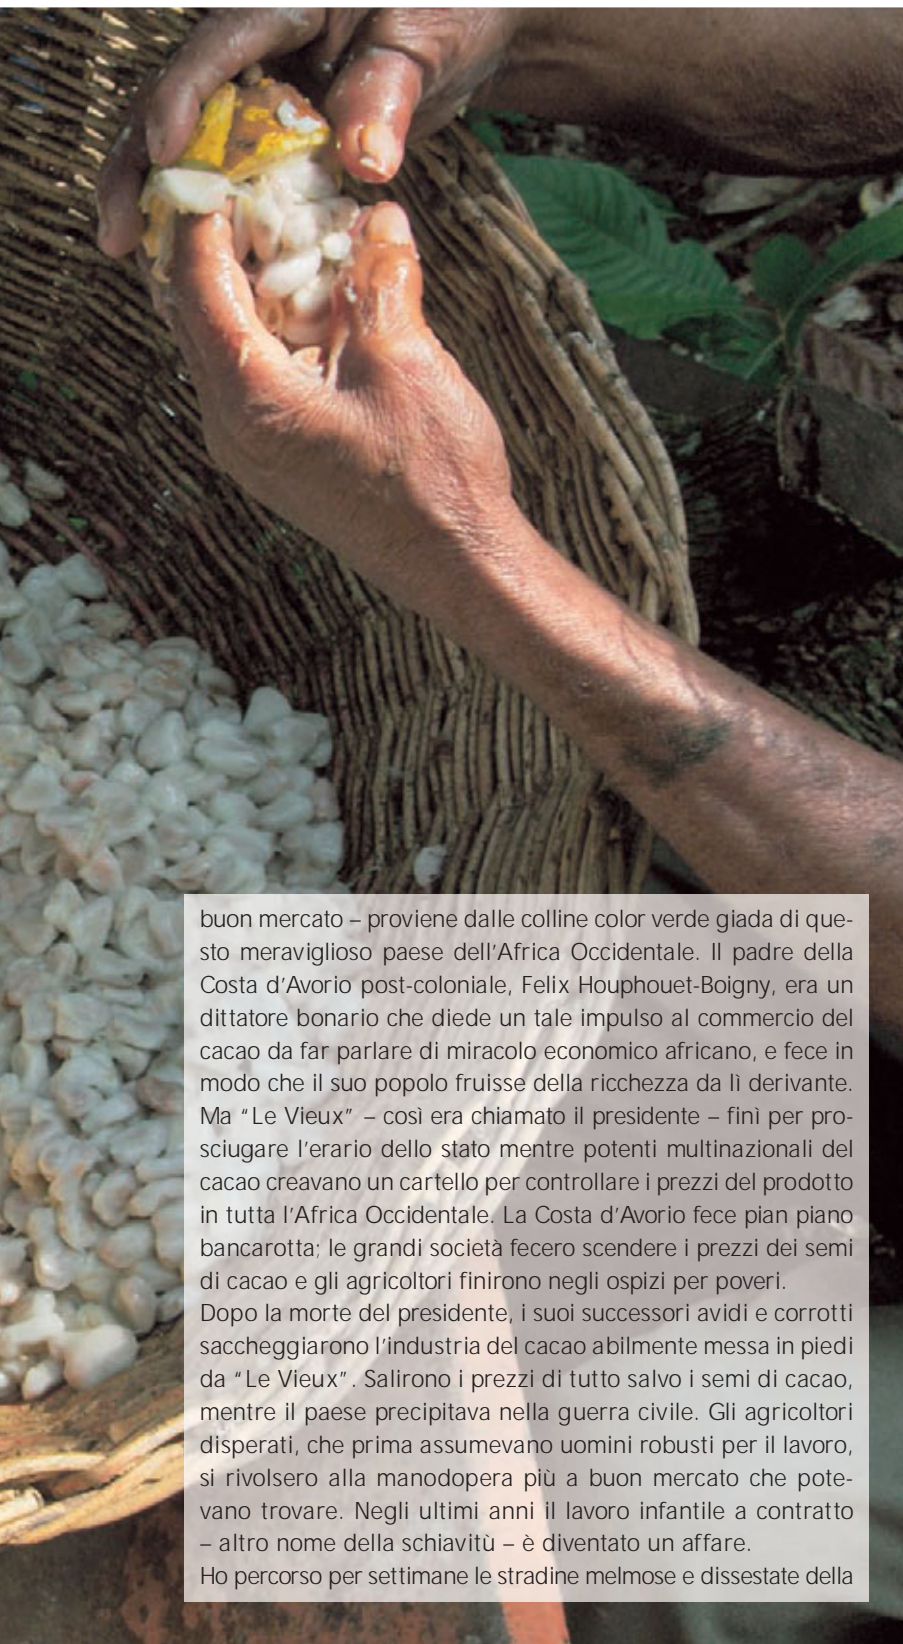 buon mercato – proviene dalle colline color verde giada di que-
sto meraviglioso paese dell'Africa Occidentale. Il padre della
Costa d'Avorio post-coloniale, Felix Houphouet-Boigny, era un
dittatore bonario che diede un tale impulso al commercio del
cacao da far parlare di miracolo economico africano, e fece in
modo che il suo popolo fruisse della ricchezza da lì derivante.
Ma “Le Vieux” – così era chiamato il presidente – finì per pro-
sciugare l'erario dello stato mentre potenti multinazionali del
cacao creavano un cartello per controllare i prezzi del prodotto
in tutta l'Africa Occidentale. La Costa d'Avorio fece pian piano
bancarotta; le grandi società fecero scendere i prezzi dei semi
di cacao e gli agricoltori finirono negli ospizi per poveri.
Dopo la morte del presidente, i suoi successori avidi e corrotti
saccheggiarono l'industria del cacao abilmente messa in piedi
da “Le Vieux”. Salirono i prezzi di tutto salvo i semi di cacao,
mentre il paese precipitava nella guerra civile. Gli agricoltori
disperati, che prima assumevano uomini robusti per il lavoro,
si rivolsero alla manodopera più a buon mercato che pote-
vano trovare. Negli ultimi anni il lavoro infantile a contratto
– altro nome della schiavitù – è diventato un affare.
Ho percorso per settimane le stradine melmose e dissestate della